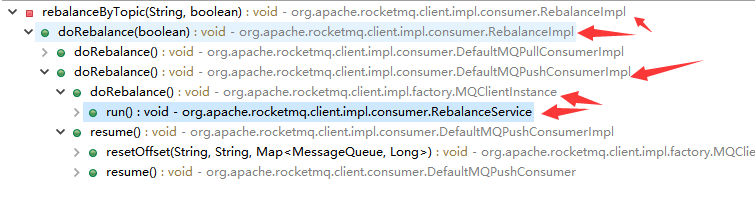 rebalanceByTopic(String, boolean) : void - org.apache.rocketmq.client.impl.consumer.RebalanceImpl
doRebalance(boolean) : void - org.apache.rocketmq.client.impl.consumer.RebalanceImpl
doRebalance() : void - org.apache.rocketmq.client.impl.consumer.DefaultMQPullConsumerImpl
doRebalance() : void - org.apache.rocketmq.client.impl.consumer.DefaultMQPushConsumerImpl
doRebalance() : void - org.apache.rocketmq.client.impl.factory.MQClientInstance
run() : void - org.apache.rocketmq.client.impl.consumer.RebalanceService
resume() : void - org.apache.rocketmq.client.impl.consumer.DefaultMQPushConsumerImpl
resetOffset(String, String, Map<MessageQueue, Long>) : void - org.apache.rocketmq.client.impl.factory.MQClie
resume() : void - org.apache.rocketmq.client.consumer.DefaultMQPushConsumer